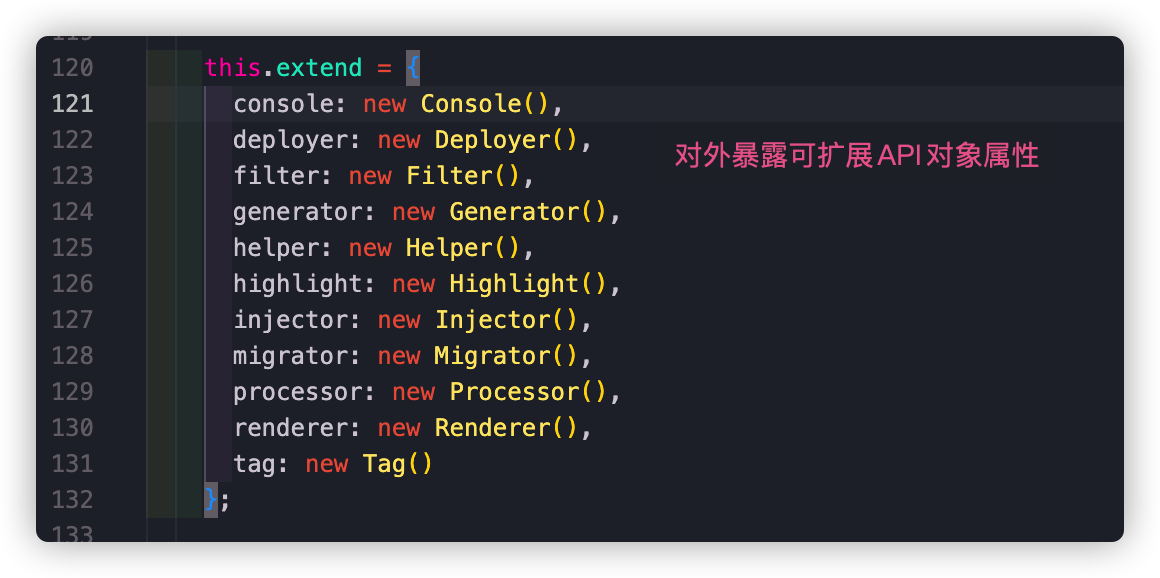 119
120 this.extend = {
121 console: new Console(),
122 deployer: new Deployer(),
对外暴露可扩展API对象属性
123 filter: new Filter(),
124 generator: new Generator(),
125 helper: new Helper(),
126 highlight: new Highlight(),
127 injector: new Injector(),
128 migrator: new Migrator(),
129 processor: new Processor(),
130 renderer: new Renderer(),
131 tag: new Tag()
132 };
133